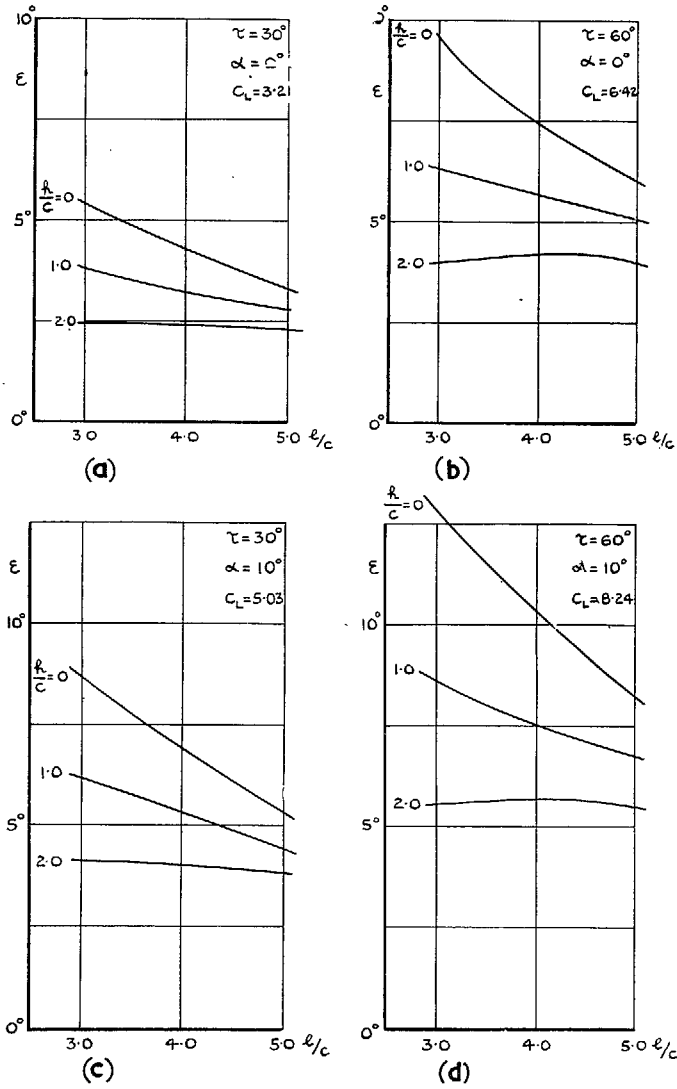 10°
ε
τ = 30°
α = 0°
C_L = 3·21
h/c = 0
5°
1·0
2·0
0°
3·0 4·0 5·0 ℓ/c
(a)
h/c = 0
ε
τ = 60°
α = 0°
C_L = 6·42
1·0
5°
2·0
0°
3·0 4·0 5·0 ℓ/c
(b)
ε
τ = 30°
α = 10°
C_L = 5·03
10°
h/c = 0
1·0
5°
2·0
0°
3·0 4·0 5·0 ℓ/c
(c)
h/c = 0
ε
τ = 60°
α = 10°
C_L = 8·24
10°
1·0
5°
2·0
0°
3·0 4·0 5·0 ℓ/c
(d)